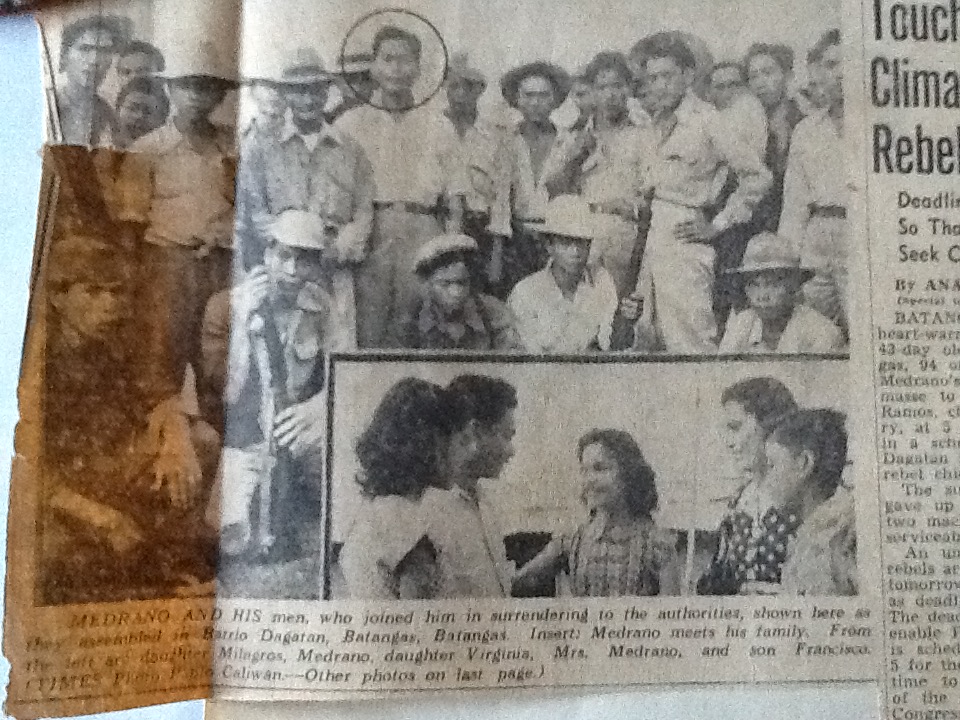 MEDRANO AND HIS men, who joined him in surrendering to the authorities, shown here as
they assembled in Barrio Dagatan, Batangas, Batangas. Insert: Medrano meets his family. From
the left are daughter Milagros, Medrano, daughter Virginia, Mrs. Medrano, and son Francisco.
(TIMES Photo Pablo Caliwan.—Other photos on last page.)
Touch
Clima
Rebel
Deadlin
So Tha
Seek C
By ANA
BATANG
heart-warm
43-day ol
gas, 94 o
Medrano's
masse to
Ramos, c
ry, at 5
in a sch
Dagatan
rebel chi
The su
gave up
two mac
serviceab
An un
rebels ar
tomorrow
as deadl
The dead
enable
is sched
5 for the
time to
of the
Congress